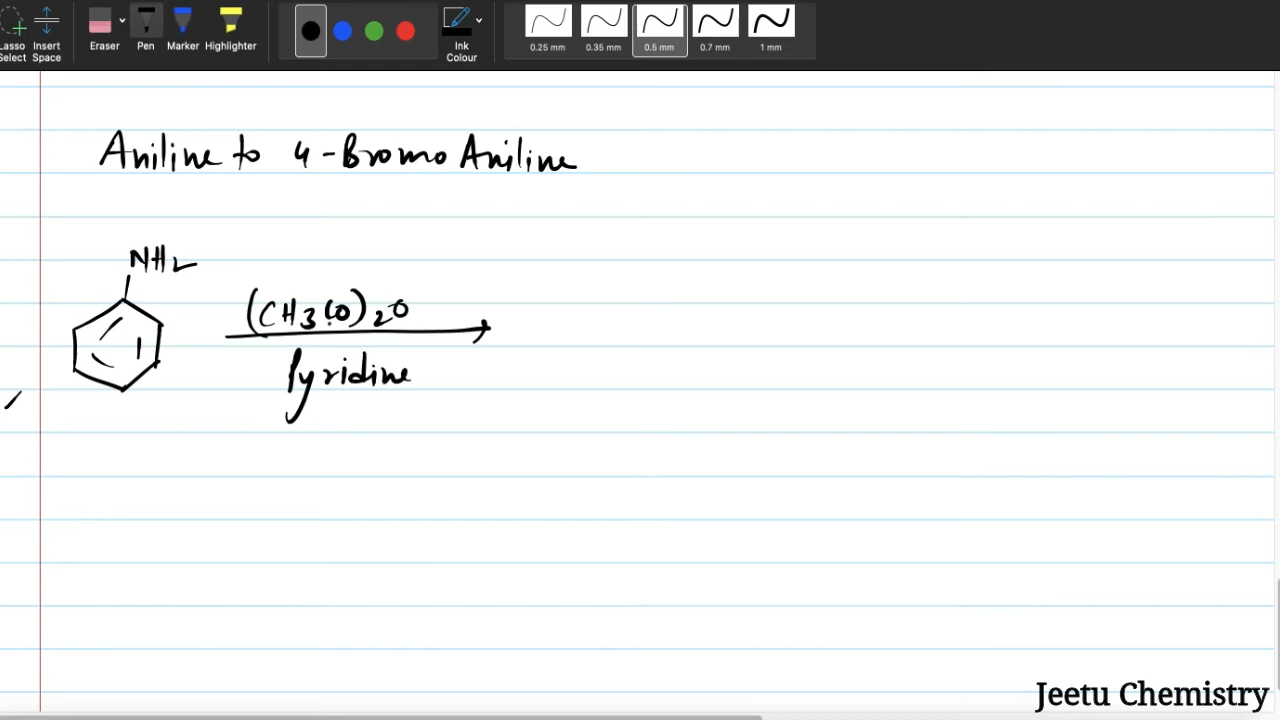 Lasso Select
Insert Space
Eraser
Pen
Marker
Highlighter
Ink Colour
0.25 mm
0.35 mm
0.5 mm
0.7 mm
1 mm
Aniline to 4-Bromo Aniline
NH2
(CH3CO)2O
Pyridine
Jeetu Chemistry